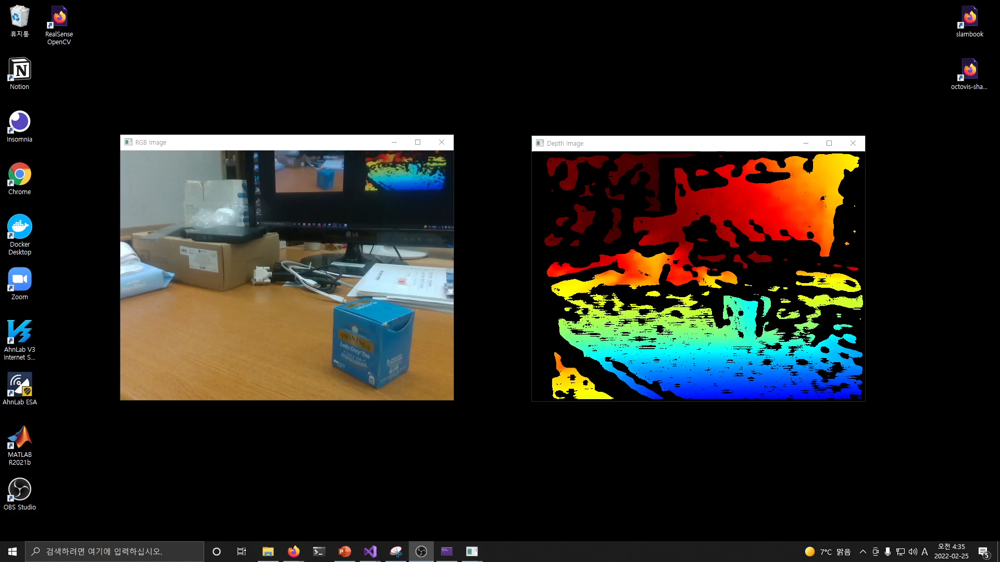 휴지통
RealSense
OpenCV
Notion
Insomnia
Chrome
Docker
Desktop
Zoom
AhnLab V3
Internet S...
AhnLab ESA
MATLAB
R2021b
OBS Studio
slambook
octovis-sha...
RGB Image
LG
TWININGS
Lady Grey Tea
Depth Image
검색하려면 여기에 입력하십시오.
7°C 맑음
A
오전 4:35
2022-02-25
5